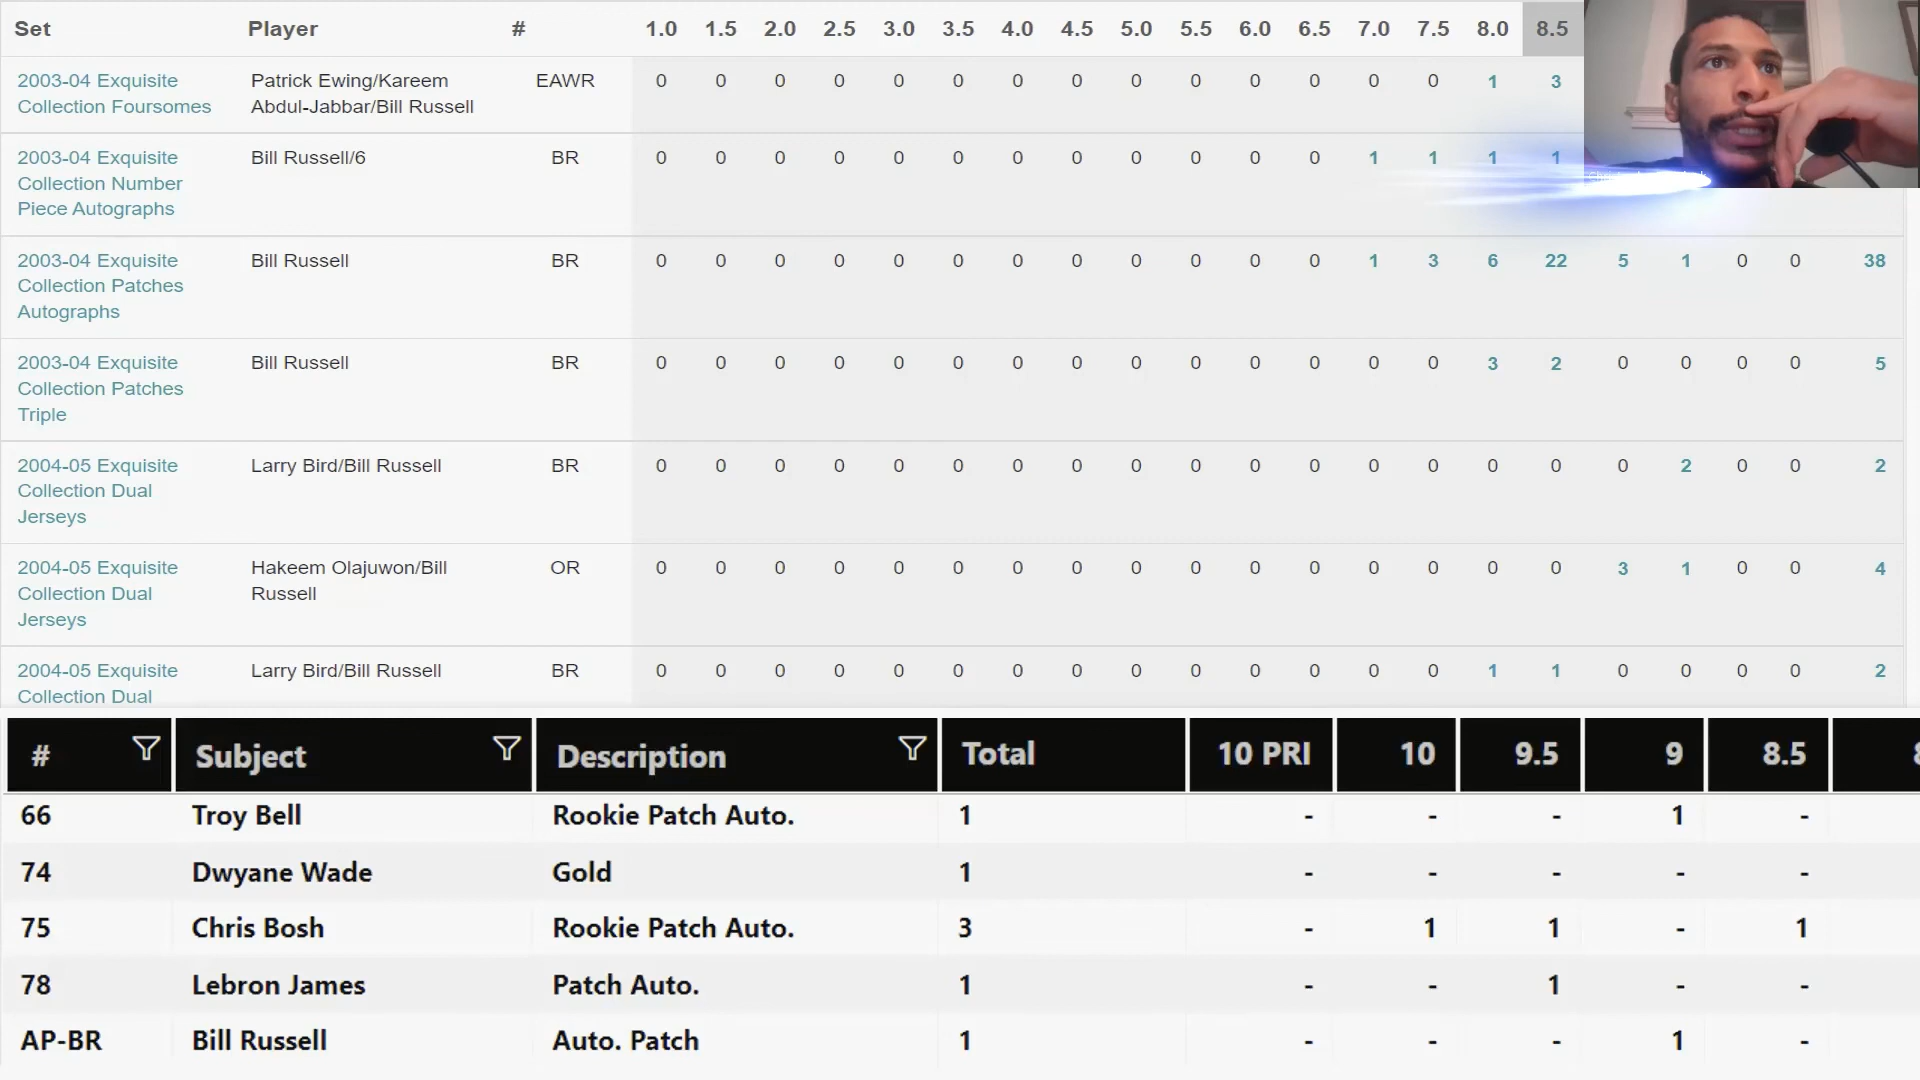 Set Player # 1.0 1.5 2.0 2.5 3.0 3.5 4.0 4.5 5.0 5.5 6.0 6.5 7.0 7.5 8.0 8.5
2003-04 Exquisite Patrick Ewing/Kareem EAWR 0 0 0 0 0 0 0 0 0 0 0 0 0 0 1 3
Collection Foursomes Abdul-Jabbar/Bill Russell
2003-04 Exquisite Bill Russell/6 BR 0 0 0 0 0 0 0 0 0 0 0 0 1 1 1 1
Collection Number
Piece Autographs
2003-04 Exquisite Bill Russell BR 0 0 0 0 0 0 0 0 0 0 0 0 1 3 6 22 5 1 0 0 38
Collection Patches
Autographs
2003-04 Exquisite Bill Russell BR 0 0 0 0 0 0 0 0 0 0 0 0 0 0 3 2 0 0 0 0 5
Collection Patches
Triple
2004-05 Exquisite Larry Bird/Bill Russell BR 0 0 0 0 0 0 0 0 0 0 0 0 0 0 0 0 0 2 0 0 2
Collection Dual
Jerseys
2004-05 Exquisite Hakeem Olajuwon/Bill OR 0 0 0 0 0 0 0 0 0 0 0 0 0 0 0 0 3 1 0 0 4
Collection Dual Russell
Jerseys
2004-05 Exquisite Larry Bird/Bill Russell BR 0 0 0 0 0 0 0 0 0 0 0 0 0 0 1 1 0 0 0 0 2
Collection Dual
# Subject Description Total 10 PRI 10 9.5 9 8.5
66 Troy Bell Rookie Patch Auto. 1 - - - 1 -
74 Dwyane Wade Gold 1 - - - - -
75 Chris Bosh Rookie Patch Auto. 3 - 1 1 - 1
78 Lebron James Patch Auto. 1 - - 1 - -
AP-BR Bill Russell Auto. Patch 1 - - - 1 -